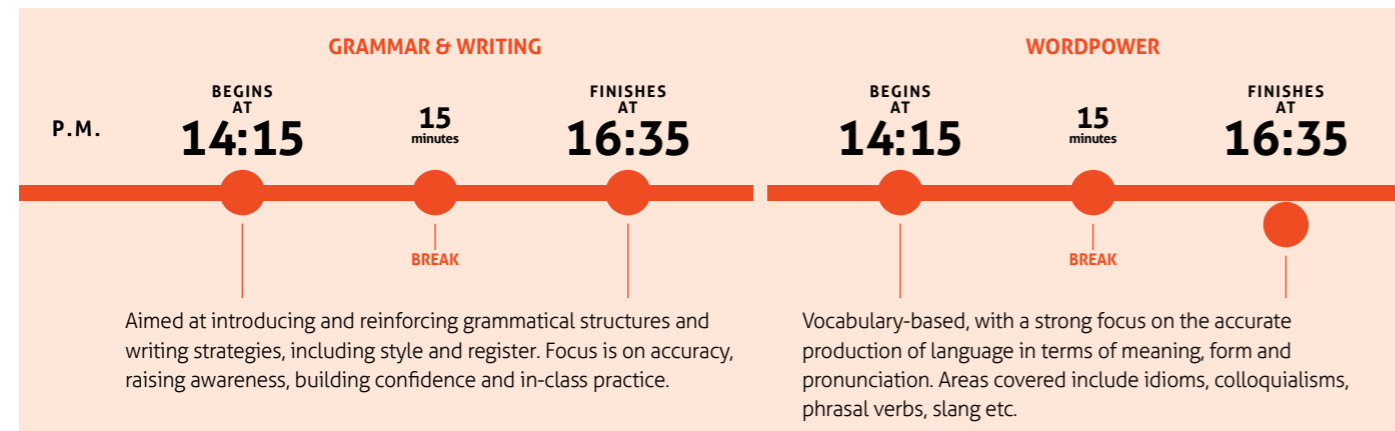 GRAMMAR & WRITING
P.M.
BEGINS
AT
14:15
15
minutes
FINISHES
AT
16:35
BREAK
Aimed at introducing and reinforcing grammatical structures and
writing strategies, including style and register. Focus is on accuracy,
raising awareness, building confidence and in-class practice.
WORDPOWER
BEGINS
AT
14:15
15
minutes
FINISHES
AT
16:35
BREAK
Vocabulary-based, with a strong focus on the accurate
production of language in terms of meaning, form and
pronunciation. Areas covered include idioms, colloquialisms,
phrasal verbs, slang etc.